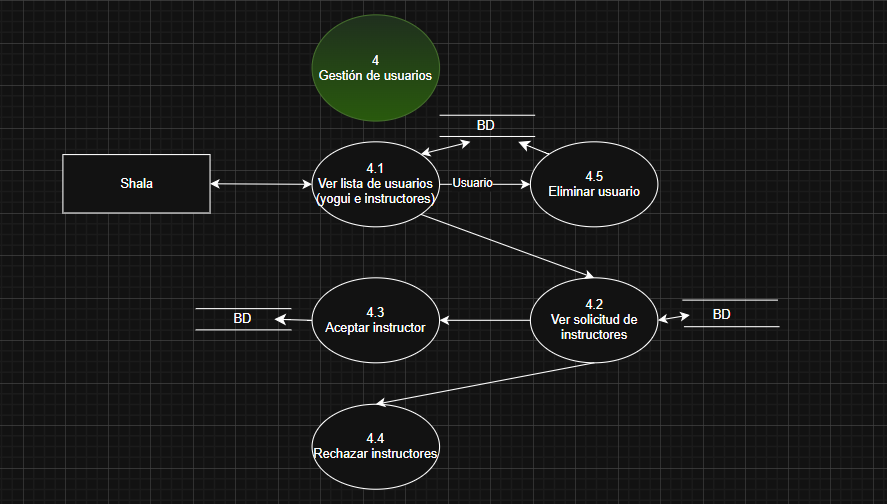 4
Gestión de usuarios
BD
4.1
Ver lista de usuarios
(yogui e instructores)
Shala
Usuario
4.5
Eliminar usuario
4.2
Ver solicitud de
instructores
BD
4.3
Aceptar instructor
BD
4.4
Rechazar instructores